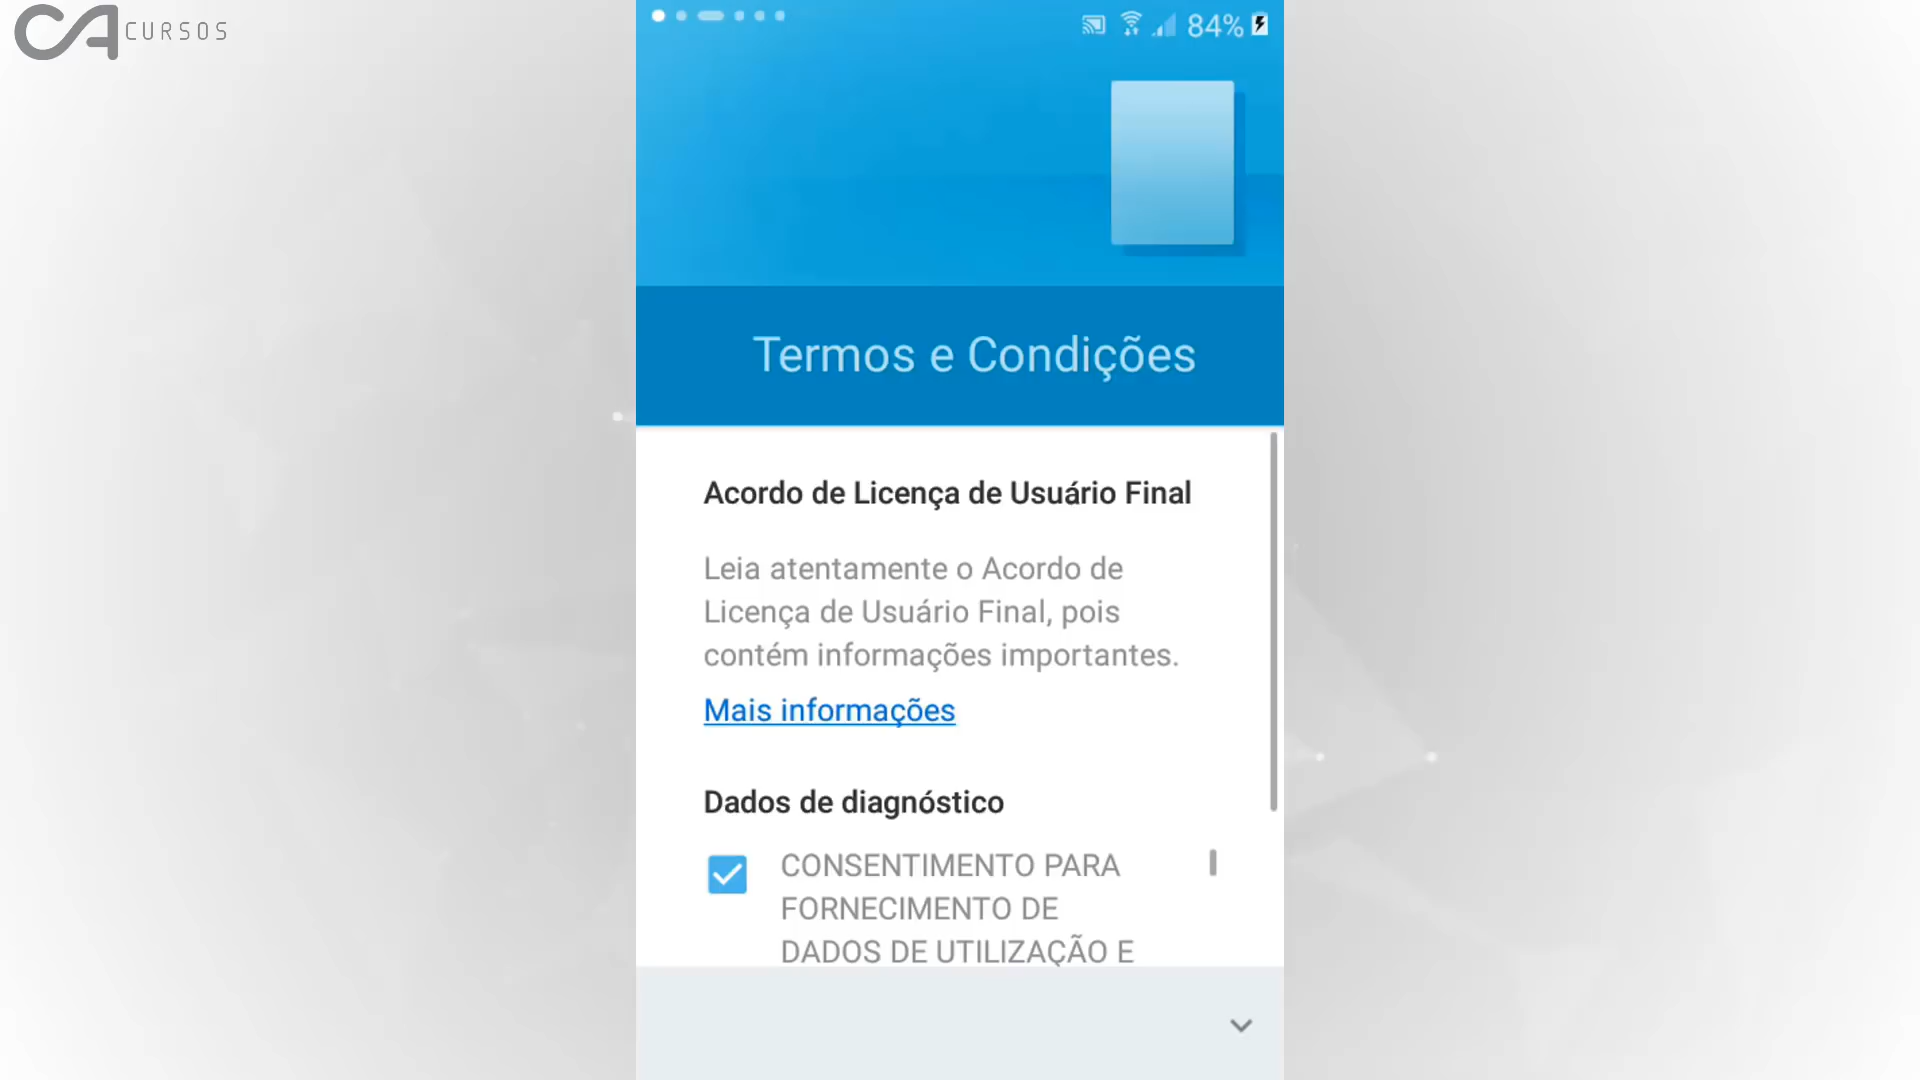 CA CURSOS
84%
Termos e Condições
Acordo de Licença de Usuário Final
Leia atentamente o Acordo de
Licença de Usuário Final, pois
contém informações importantes.
Mais informações
Dados de diagnóstico
CONSENTIMENTO PARA
FORNECIMENTO DE
DADOS DE UTILIZAÇÃO E